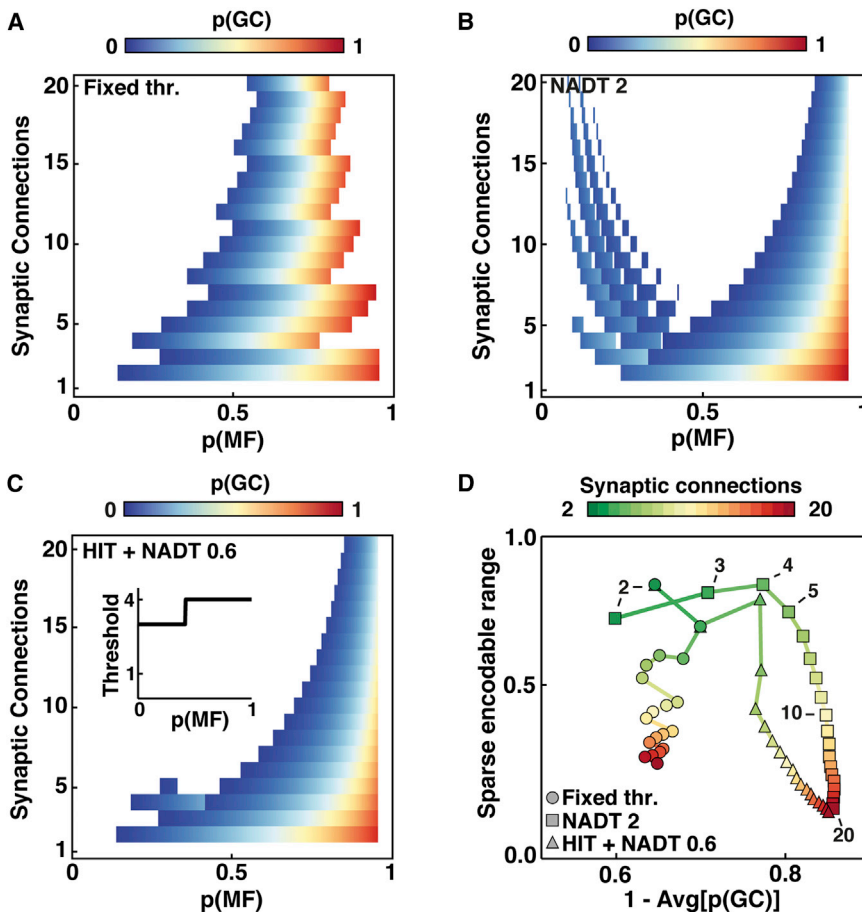 A
p(GC)
0
1
Fixed thr.
20
15
10
5
1
Synaptic Connections
0
0.5
1
p(MF)
B
p(GC)
0
1
NADT 2
20
15
10
5
1
Synaptic Connections
0
0.5
1
p(MF)
C
p(GC)
0
1
HIT + NADT 0.6
20
15
10
5
1
Synaptic Connections
4
1
Threshold
0
1
p(MF)
0
0.5
1
p(MF)
D
Synaptic connections
2
20
1.0
0.5
0.0
Sparse encodable range
2
3
4
5
10
20
Fixed thr.
NADT 2
HIT + NADT 0.6
0.6
0.8
1 - Avg[p(GC)]